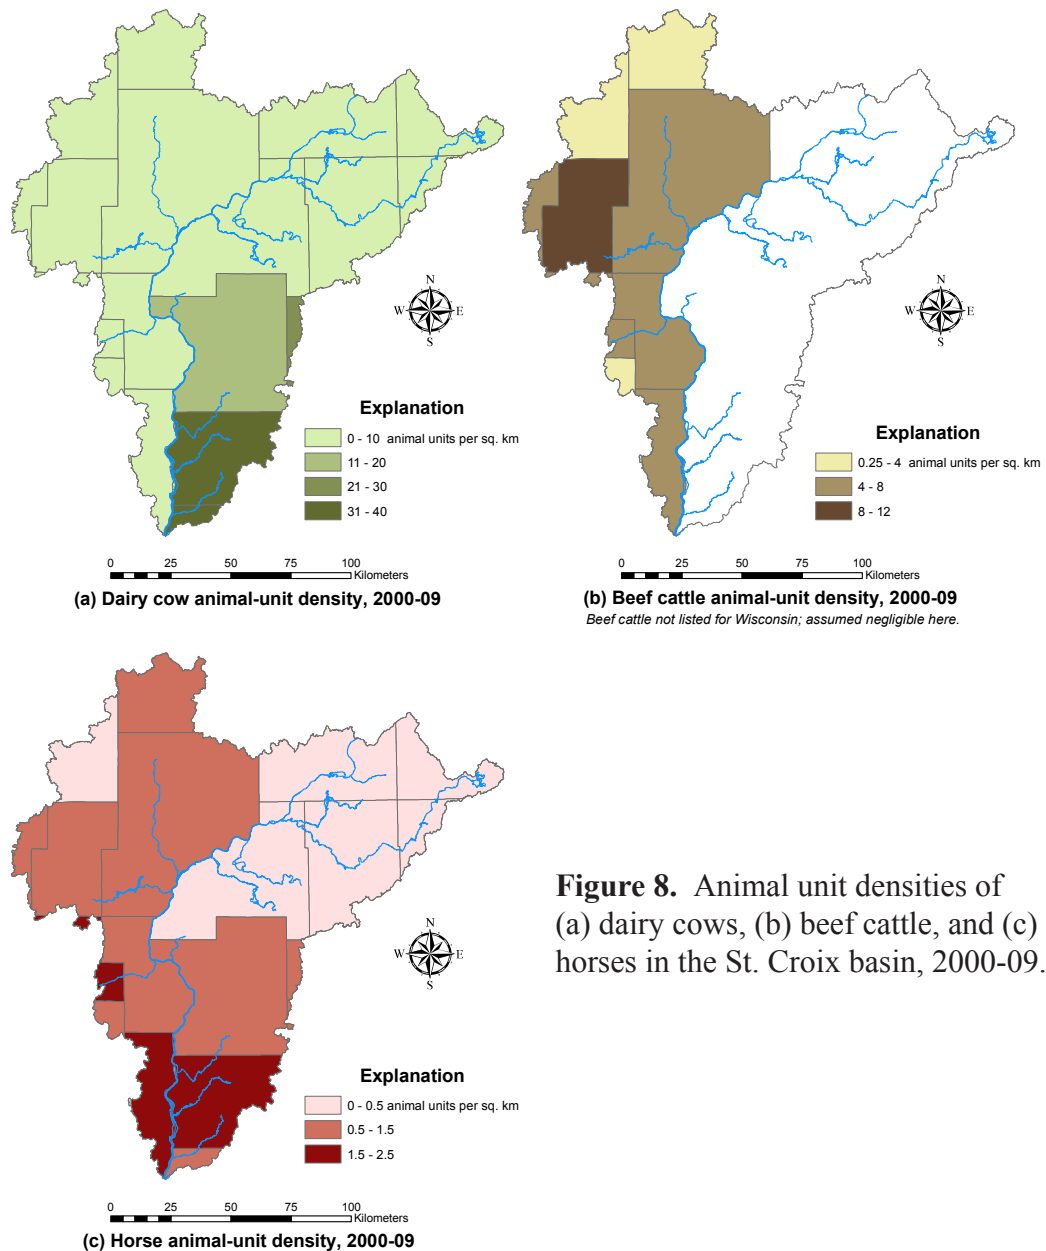 N
W E
S
Explanation
0 - 10 animal units per sq. km
11 - 20
21 - 30
31 - 40
0 25 50 75 100
Kilometers
(a) Dairy cow animal-unit density, 2000-09
N
W E
S
Explanation
0.25 - 4 animal units per sq. km
4 - 8
8 - 12
0 25 50 75 100
Kilometers
(b) Beef cattle animal-unit density, 2000-09
Beef cattle not listed for Wisconsin; assumed negligible here.
N
W E
S
Explanation
0 - 0.5 animal units per sq. km
0.5 - 1.5
1.5 - 2.5
0 25 50 75 100
Kilometers
(c) Horse animal-unit density, 2000-09
Figure 8. Animal unit densities of
(a) dairy cows, (b) beef cattle, and (c)
horses in the St. Croix basin, 2000-09.